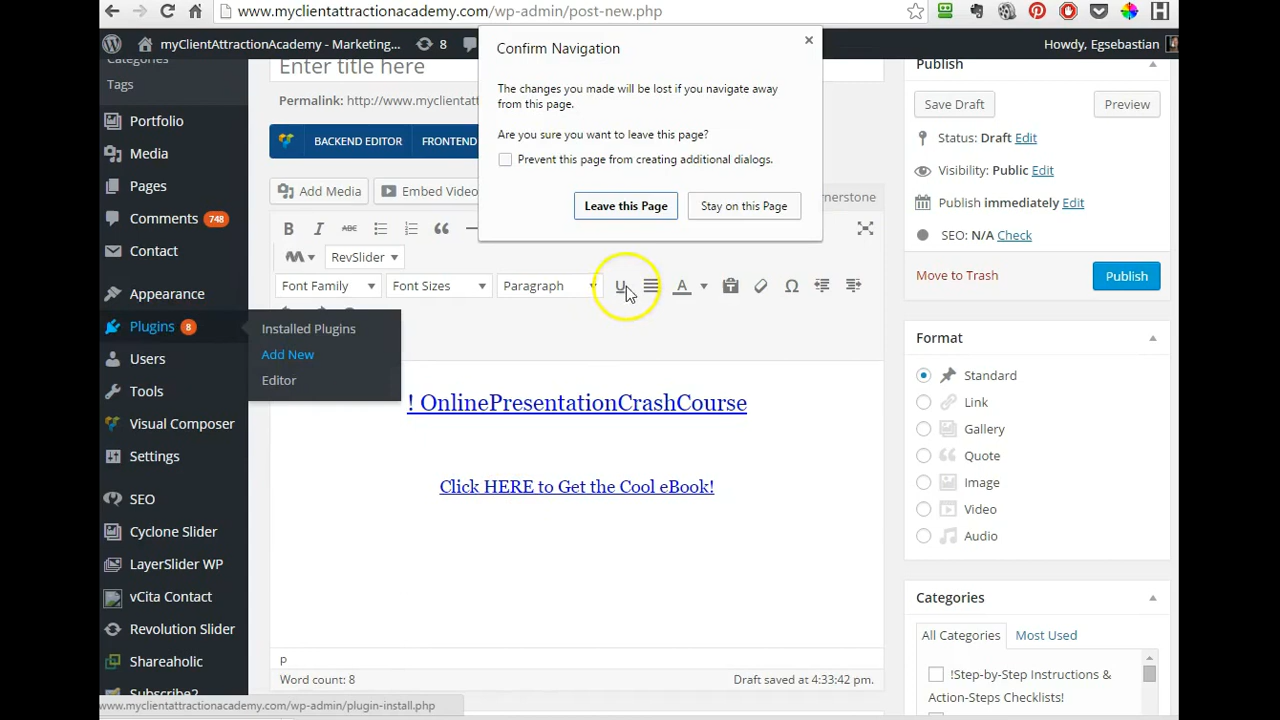 www.myclientattractionacademy.com/wp-admin/post-new.php
myClientAttractionAcademy - Marketing...
8
Howdy, Egsebastian
Categories
Tags
Portfolio
Media
Pages
Comments 748
Contact
Appearance
Plugins 8
Users
Tools
Visual Composer
Settings
SEO
Cyclone Slider
LayerSlider WP
vCita Contact
Revolution Slider
Shareaholic
Subscribe2
Installed Plugins
Add New
Editor
Enter title here
Permalink: http://www.myclientatt
BACKEND EDITOR
FRONTEND
Add Media
Embed Video
rnerstone
B I ABC
RevSlider
Font Family
Font Sizes
Paragraph
U
A
Ω
Confirm Navigation
The changes you made will be lost if you navigate away
from this page.
Are you sure you want to leave this page?
Prevent this page from creating additional dialogs.
Leave this Page
Stay on this Page
! OnlinePresentationCrashCourse
Click HERE to Get the Cool eBook!
P
Word count: 8
Draft saved at 4:33:42 pm.
Publish
Save Draft
Preview
Status: Draft Edit
Visibility: Public Edit
Publish immediately Edit
SEO: N/A Check
Move to Trash
Publish
Format
Standard
Link
Gallery
Quote
Image
Video
Audio
Categories
All Categories
Most Used
!Step-by-Step Instructions &
Action-Steps Checklists!
www.myclientattractionacademy.com/wp-admin/plugin-install.php